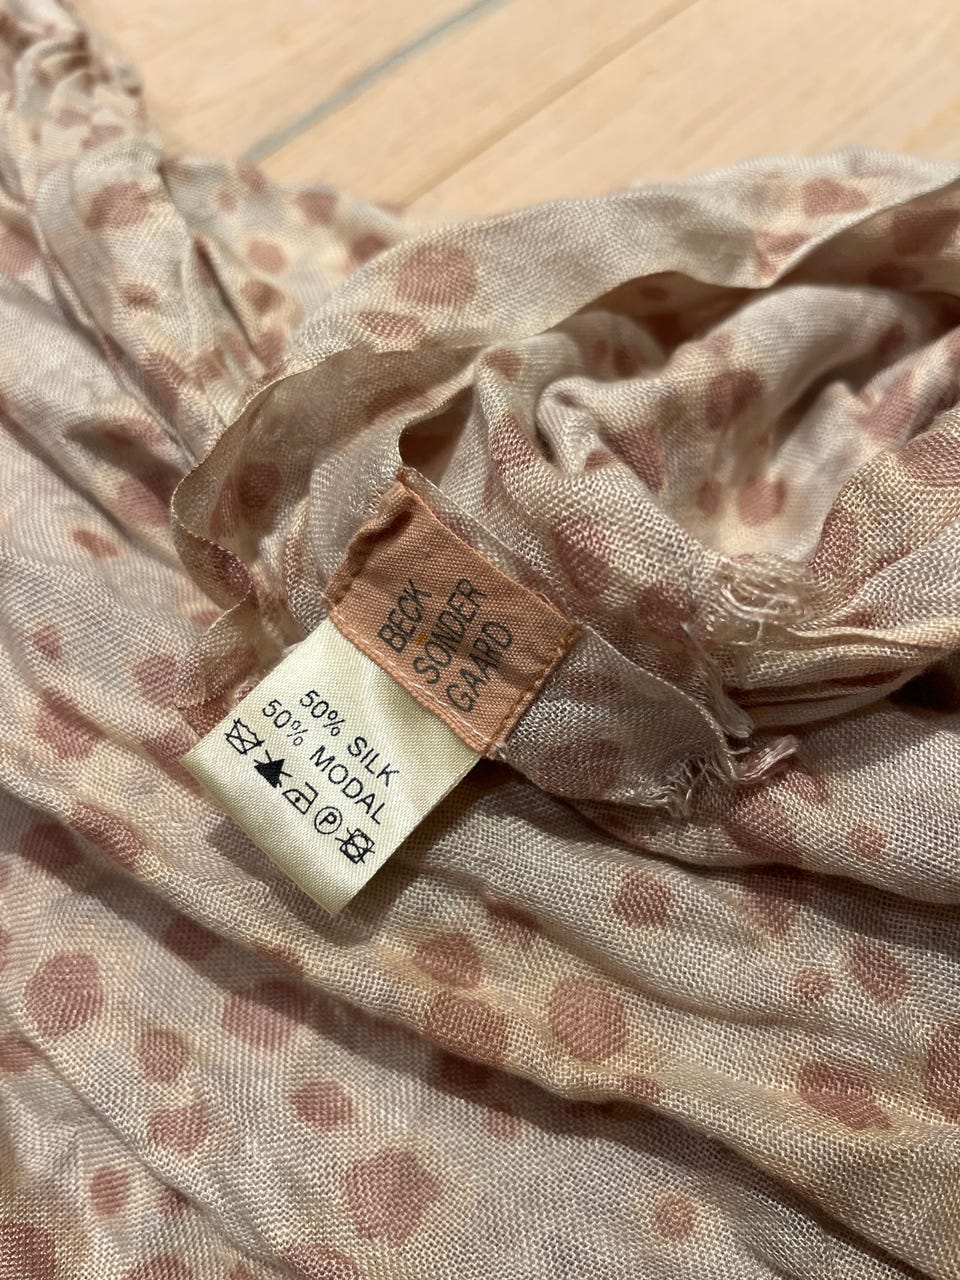 BECK
SONDER
GAARD
50% SILK
50% MODAL
P